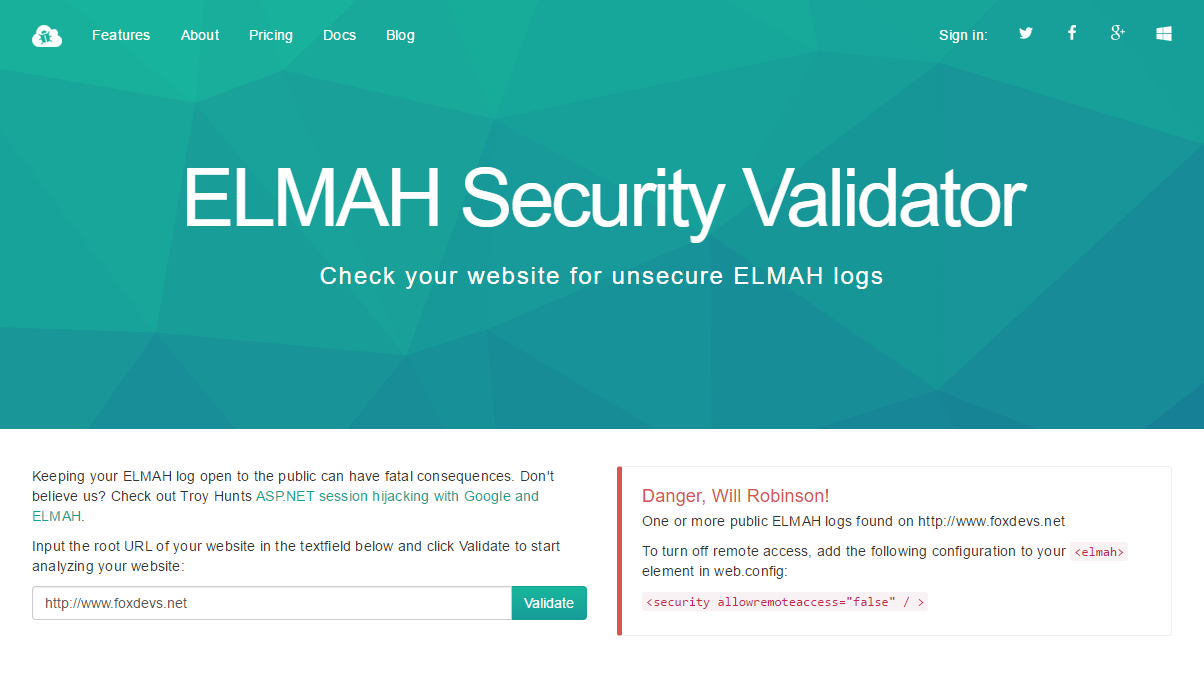 Features About Pricing Docs Blog Sign in:
ELMAH Security Validator
Check your website for unsecure ELMAH logs
Keeping your ELMAH log open to the public can have fatal consequences. Don't
believe us? Check out Troy Hunts ASP.NET session hijacking with Google and
ELMAH.
Input the root URL of your website in the textfield below and click Validate to start
analyzing your website:
http://www.foxdevs.net Validate
Danger, Will Robinson!
One or more public ELMAH logs found on http://www.foxdevs.net
To turn off remote access, add the following configuration to your <elmah>
element in web.config:
<security allowremoteaccess="false" / >